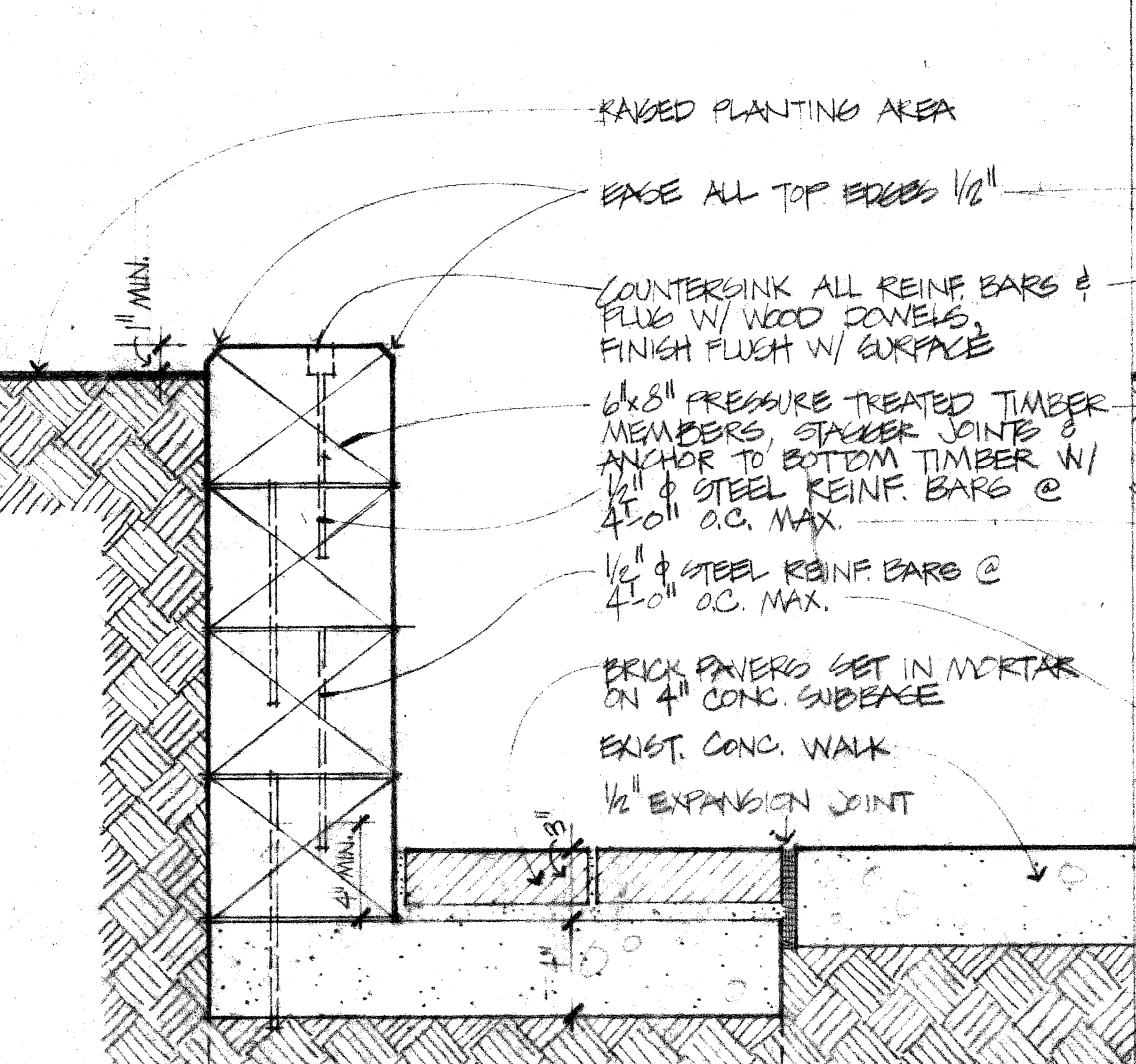 RAISED PLANTING AREA
EASE ALL TOP EDGES 1/2"
1" MIN.
COUNTERSINK ALL REINF. BARS &
PLUG W/ WOOD DOWELS,
FINISH FLUSH W/ SURFACE
6"x8" PRESSURE TREATED TIMBER
MEMBERS, STAGGER JOINTS &
ANCHOR TO BOTTOM TIMBER W/
1/2" φ STEEL REINF. BARS @
4'-0" O.C. MAX.
1/2" φ STEEL REINF. BARS @
4'-0" O.C. MAX.
BRICK PAVERS SET IN MORTAR
ON 4" CONC. SUBBASE
EXIST. CONC. WALK
1/2" EXPANSION JOINT
3"
4" MIN.